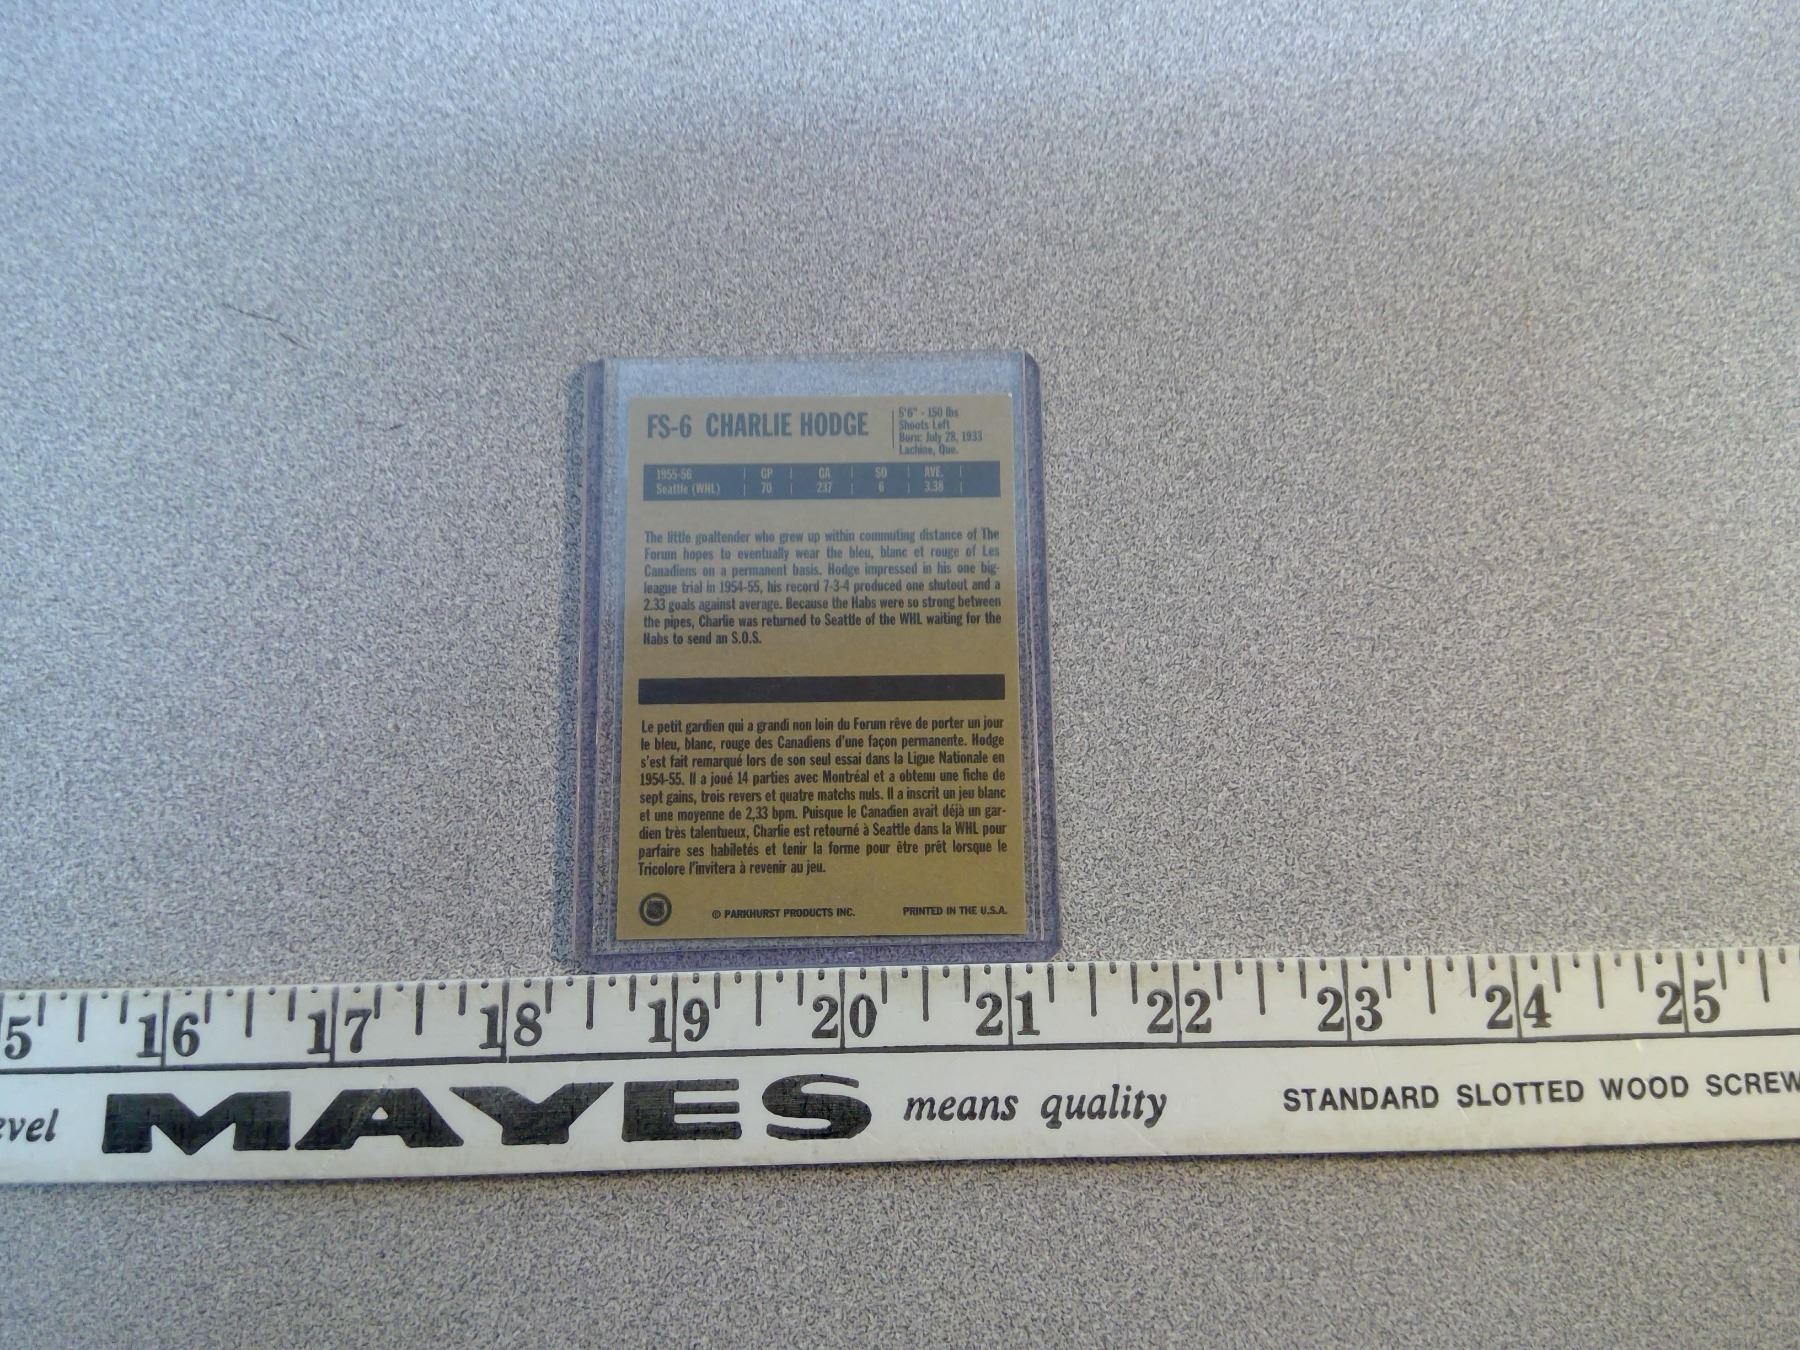 FS-6 CHARLIE HODGE
5'6" - 150 lbs
Shoots Left
Born: July 28, 1933
Lachine, Que.
1955-56 GP GA SO AVE.
Seattle (WHL) 70 237 6 3.38
The little goaltender who grew up within commuting distance of The
Forum hopes to eventually wear the bleu, blanc et rouge of Les
Canadiens on a permanent basis. Hodge impressed in his one big-
league trial in 1954-55, his record 7-3-4 produced one shutout and a
2.33 goals against average. Because the Habs were so strong between
the pipes, Charlie was returned to Seattle of the WHL waiting for the
Habs to send an S.O.S.
Le petit gardien qui a grandi non loin du Forum rêve de porter un jour
le bleu, blanc, rouge des Canadiens d'une façon permanente. Hodge
s'est fait remarqué lors de son seul essai dans la Ligue Nationale en
1954-55. Il a joué 14 parties avec Montréal et a obtenu une fiche de
sept gains, trois revers et quatre matchs nuls. Il a inscrit un jeu blanc
et une moyenne de 2,33 bpm. Puisque le Canadien avait déjà un gar-
dien très talentueux, Charlie est retourné à Seattle dans la WHL pour
parfaire ses habiletés et tenir la forme pour être prêt lorsque le
Tricolore l'invitera à revenir au jeu.
© PARKHURST PRODUCTS INC. PRINTED IN THE U.S.A.
5 16 17 18 19 20 21 22 23 24 25
evel MAYES means quality STANDARD SLOTTED WOOD SCREW